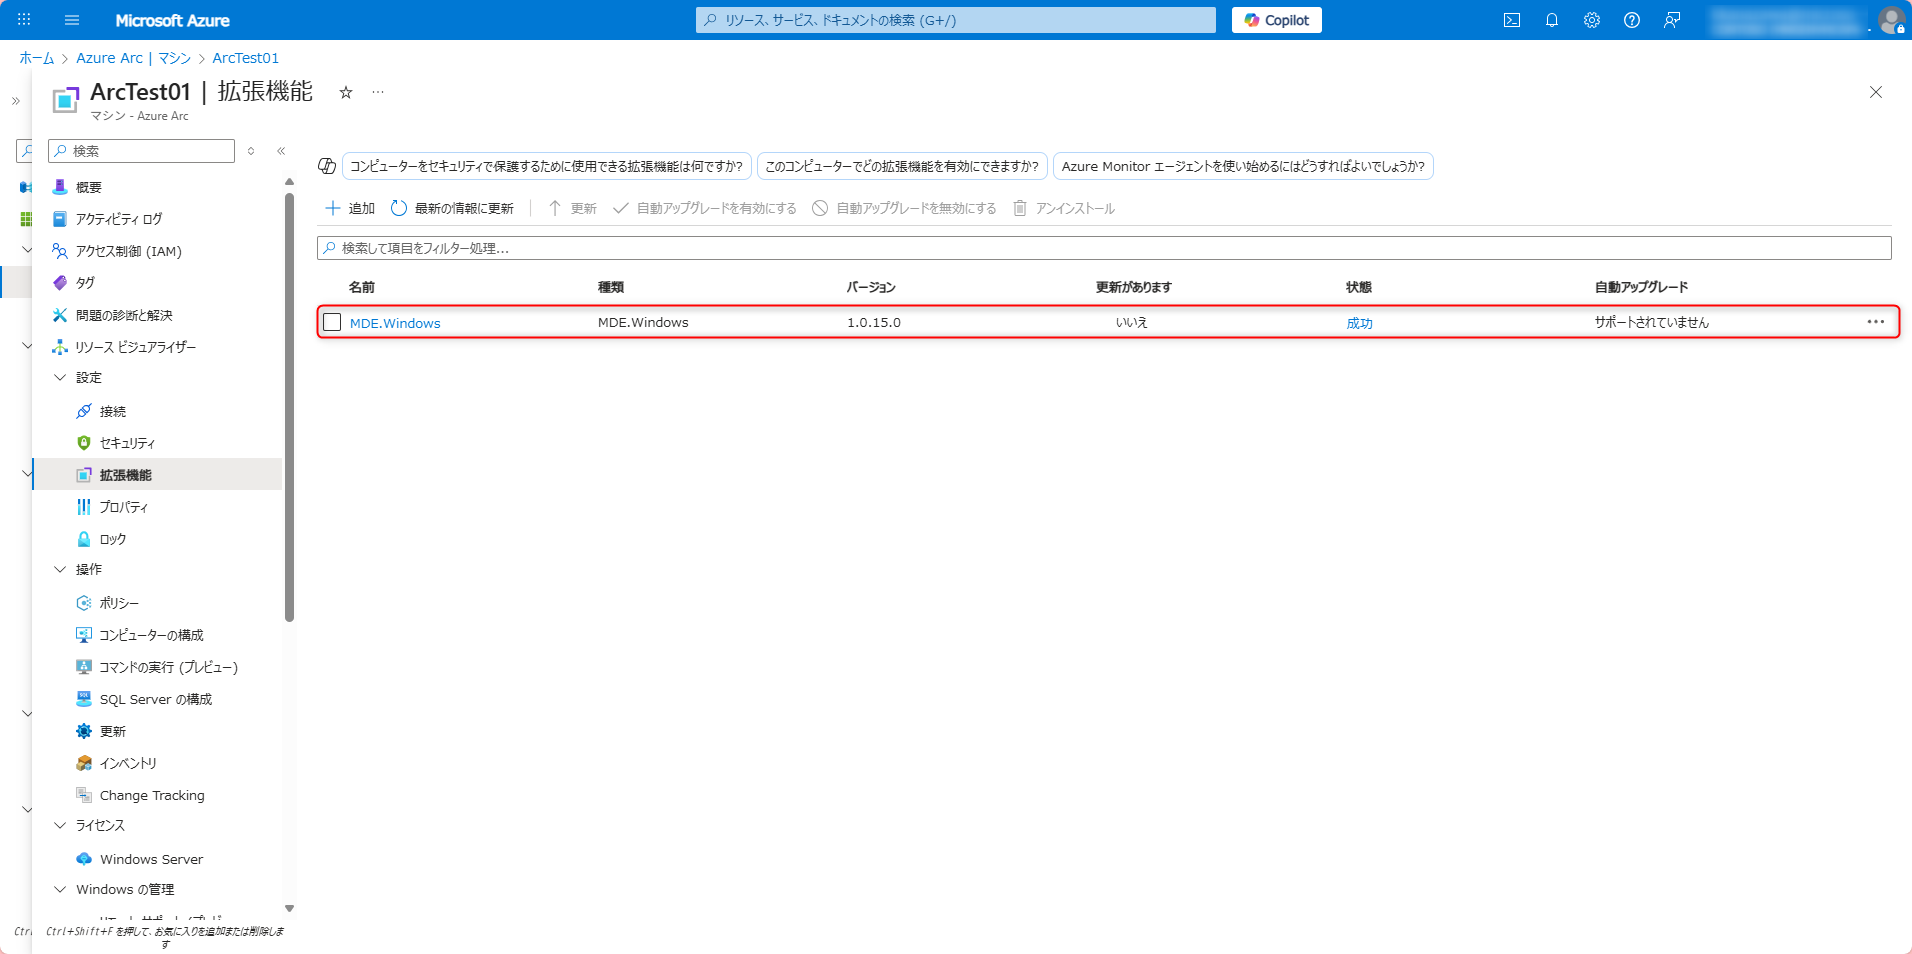 Microsoft Azure
リソース、サービス、ドキュメントの検索 (G+/)
Copilot
ホーム > Azure Arc | マシン > ArcTest01
ArcTest01 | 拡張機能
マシン - Azure Arc
検索
概要
アクティビティ ログ
アクセス制御 (IAM)
タグ
問題の診断と解決
リソース ビジュアライザー
設定
接続
セキュリティ
拡張機能
プロパティ
ロック
操作
ポリシー
コンピューターの構成
コマンドの実行 (プレビュー)
SQL Server の構成
更新
インベントリ
Change Tracking
ライセンス
Windows Server
Windows の管理
Ctrl
Ctrl+Shift+F を押して、お気に入りを追加または削除しま
す
コンピューターをセキュリティで保護するために使用できる拡張機能は何ですか?
このコンピューターでどの拡張機能を有効にできますか?
Azure Monitor エージェントを使い始めるにはどうすればよいでしょうか?
追加 最新の情報に更新 更新 自動アップグレードを有効にする 自動アップグレードを無効にする アンインストール
検索して項目をフィルター処理...
名前 種類 バージョン 更新があります 状態 自動アップグレード
MDE.Windows MDE.Windows 1.0.15.0 いいえ 成功 サポートされていません